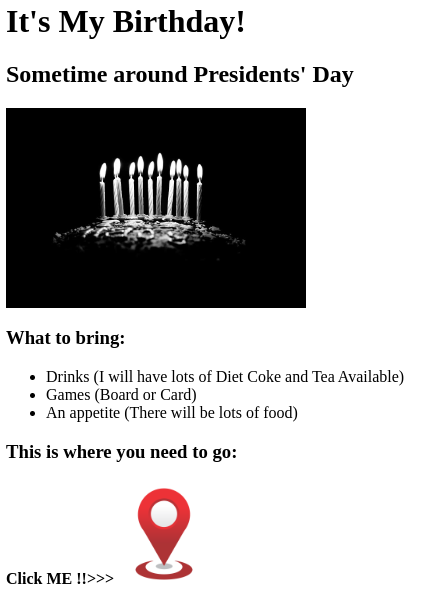 It's My Birthday!
Sometime around Presidents' Day
What to bring:
Drinks (I will have lots of Diet Coke and Tea Available)
Games (Board or Card)
An appetite (There will be lots of food)
This is where you need to go:
Click ME !!>>>